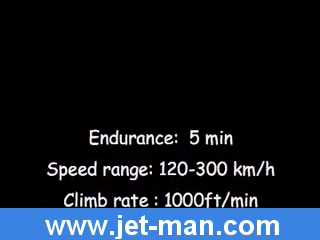 Endurance:  5 min
Speed range: 120-300 km/h
Climb rate : 1000ft/min
www.jet-man.com